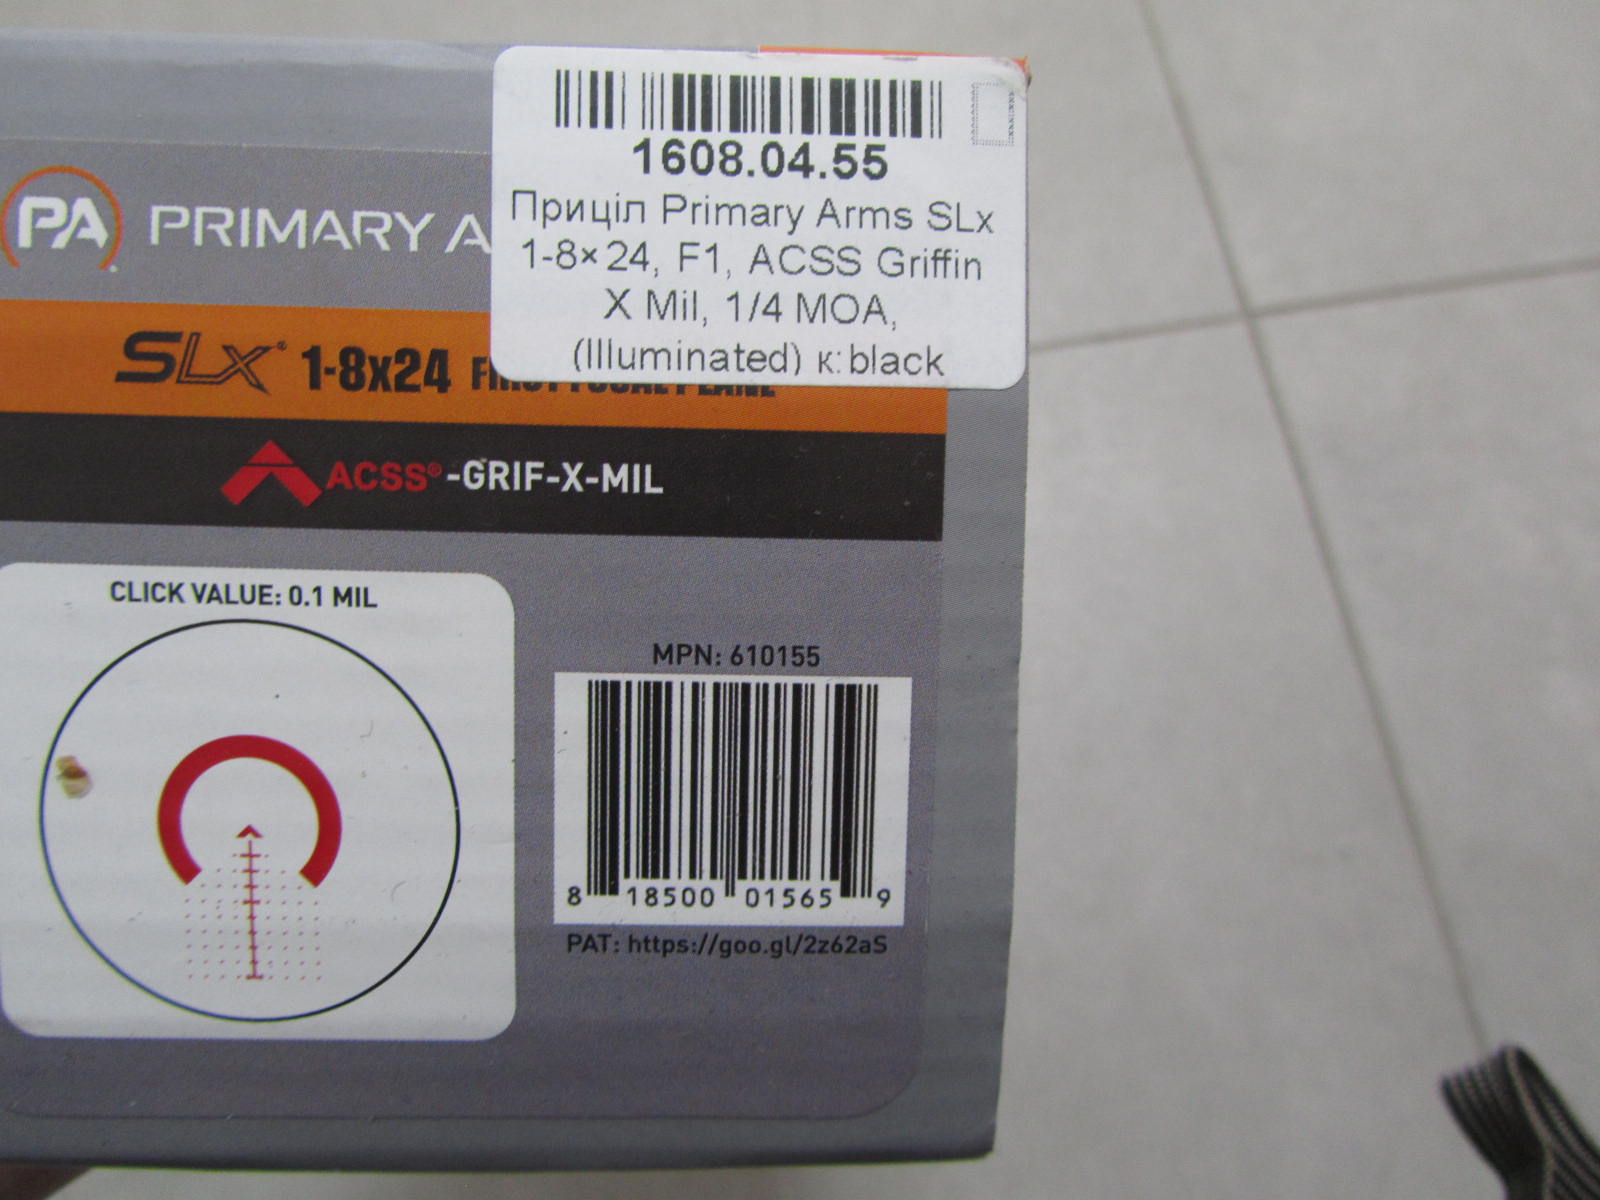 1608.04.55
Приціл Primary Arms SLx
1-8×24, F1, ACSS Griffin
X Mil, 1/4 MOA,
(Illuminated) к: black
PA PRIMARY A
SLx® 1-8x24
ACSS®-GRIF-X-MIL
CLICK VALUE: 0.1 MIL
MPN: 610155
8 18500 01565 9
PAT: https://goo.gl/2z62aS